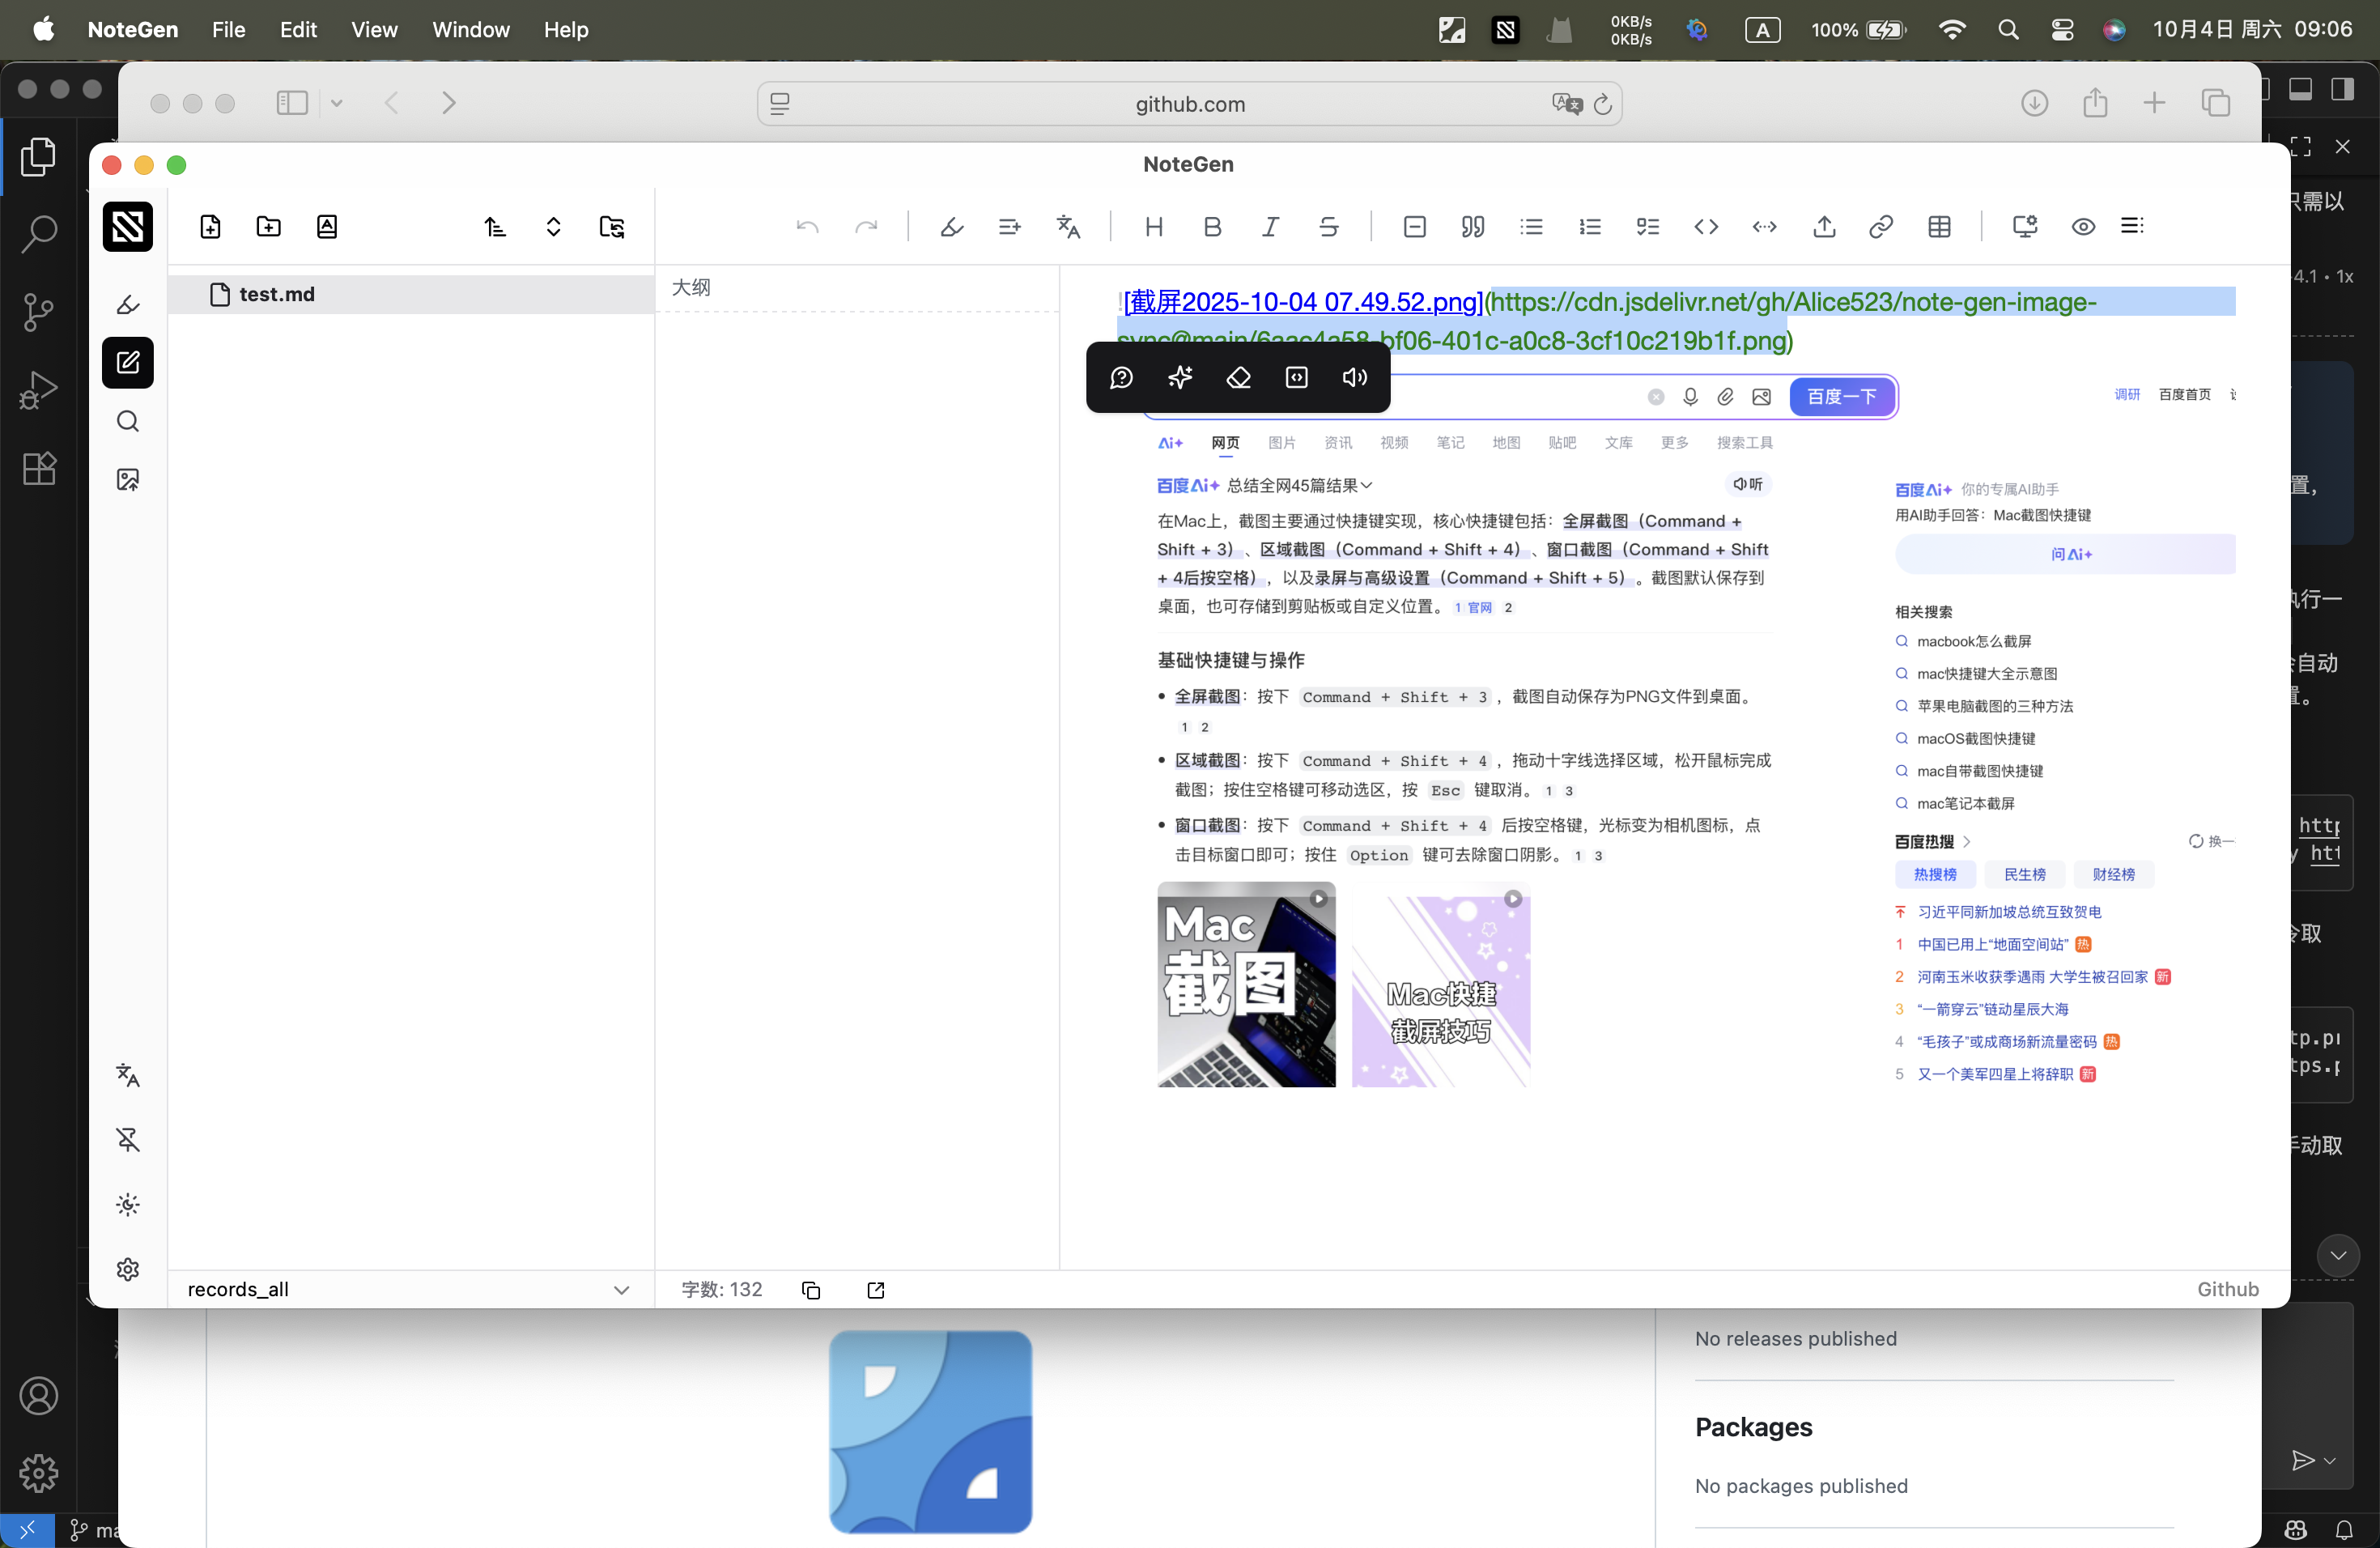 NoteGen File Edit View Window Help
0KB/s
0KB/s
A
100%
10月4日 周六 09:06
github.com
NoteGen
test.md
大纲
![截屏2025-10-04 07.49.52.png](https://cdn.jsdelivr.net/gh/Alice523/note-gen-image-
sync@main/6aac4a58-bf06-401c-a0c8-3cf10c219b1f.png)
百度一下
调研 百度首页
Ai+ 网页 图片 资讯 视频 笔记 地图 贴吧 文库 更多 搜索工具
百度Ai+ 总结全网45篇结果
听
在Mac上，截图主要通过快捷键实现，核心快捷键包括：全屏截图（Command +
Shift + 3）、区域截图（Command + Shift + 4）、窗口截图（Command + Shift
+ 4后按空格），以及录屏与高级设置（Command + Shift + 5）。截图默认保存到
桌面，也可存储到剪贴板或自定义位置。 1 官网 2
基础快捷键与操作
• 全屏截图：按下 Command + Shift + 3 ，截图自动保存为PNG文件到桌面。
1 2
• 区域截图：按下 Command + Shift + 4 ，拖动十字线选择区域，松开鼠标完成
截图；按住空格键可移动选区，按 Esc 键取消。 1 3
• 窗口截图：按下 Command + Shift + 4 后按空格键，光标变为相机图标，点
击目标窗口即可；按住 Option 键可去除窗口阴影。 1 3
Mac
截图
Mac快捷
截屏技巧
百度Ai+ 你的专属AI助手
用AI助手回答：Mac截图快捷键
问Ai+
相关搜索
macbook怎么截屏
mac快捷键大全示意图
苹果电脑截图的三种方法
macOS截图快捷键
mac自带截图快捷键
mac笔记本截屏
百度热搜
换一
热搜榜 民生榜 财经榜
习近平同新加坡总统互致贺电
1 中国已用上“地面空间站” 热
2 河南玉米收获季遇雨 大学生被召回家 新
3 “一箭穿云”链动星辰大海
4 “毛孩子”或成商场新流量密码 热
5 又一个美军四星上将辞职 新
records_all
字数: 132
Github
No releases published
Packages
No packages published
只需以
4.1 • 1x
置，
执行一
自动
置。
http
htt
令取
tp.pr
tps.p
手动取
ma